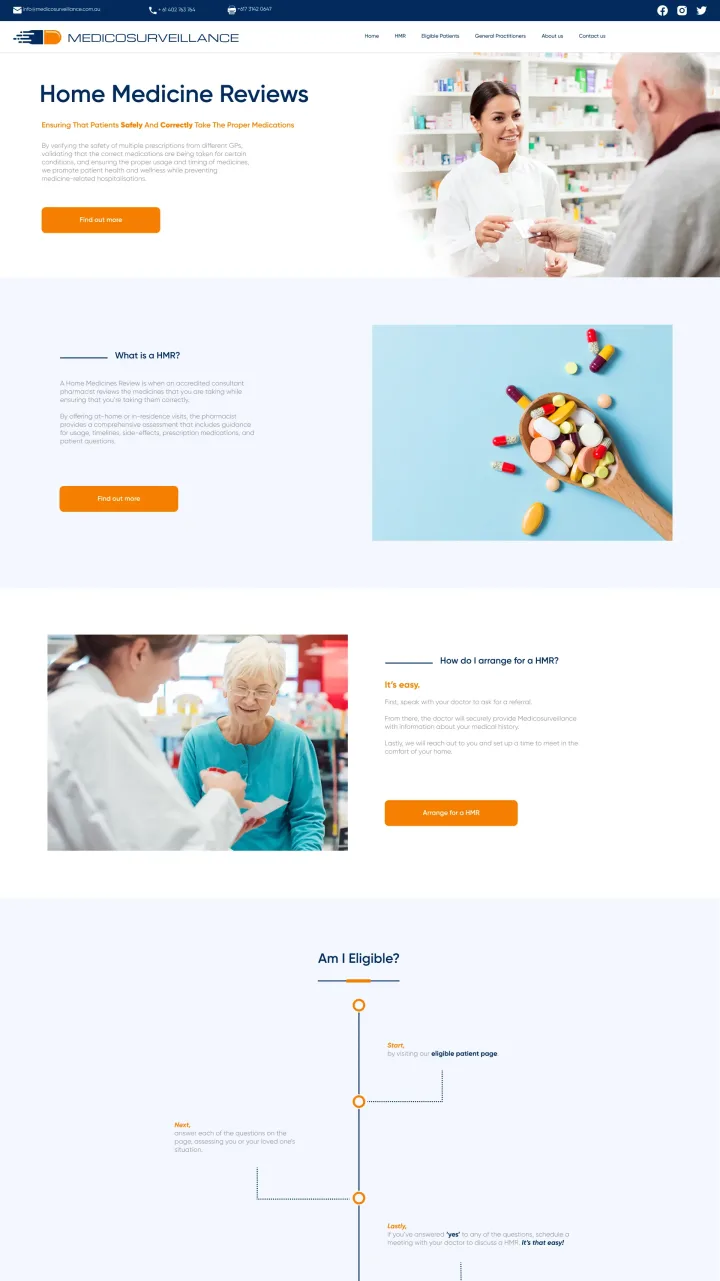 info@medicosurveillance.com.au
+ 61 402 763 764
+617 3142 0647
MEDICOSURVEILLANCE
Home
HMR
Eligible Patients
General Practitioners
About us
Contact us
Home Medicine Reviews
Ensuring That Patients Safely And Correctly Take The Proper Medications
By verifying the safety of multiple prescriptions from different GPs,
validating that the correct medications are being taken for certain
conditions, and ensuring the proper usage and timing of medicines,
we promote patient health and wellness while preventing
medicine-related hospitalisations.
Find out more
What is a HMR?
A Home Medicines Review is when an accredited consultant
pharmacist reviews the medicines that you are taking while
ensuring that you're taking them correctly.
By offering at-home or in-residence visits, the pharmacist
provides a comprehensive assessment that includes guidance
for usage, timelines, side-effects, prescription medications, and
patient questions.
Find out more
How do I arrange for a HMR?
It's easy.
First, speak with your doctor to ask for a referral.
From there, the doctor will securely provide Medicosurveillance
with information about your medical history.
Lastly, we will reach out to you and set up a time to meet in the
comfort of your home.
Arrange for a HMR
Am I Eligible?
Start,
by visiting our eligible patient page
Next,
answer each of the questions on the
page, assessing you or your loved one's
situation.
Lastly,
if you've answered 'yes' to any of the questions, schedule a
meeting with your doctor to discuss a HMR. It's that easy!